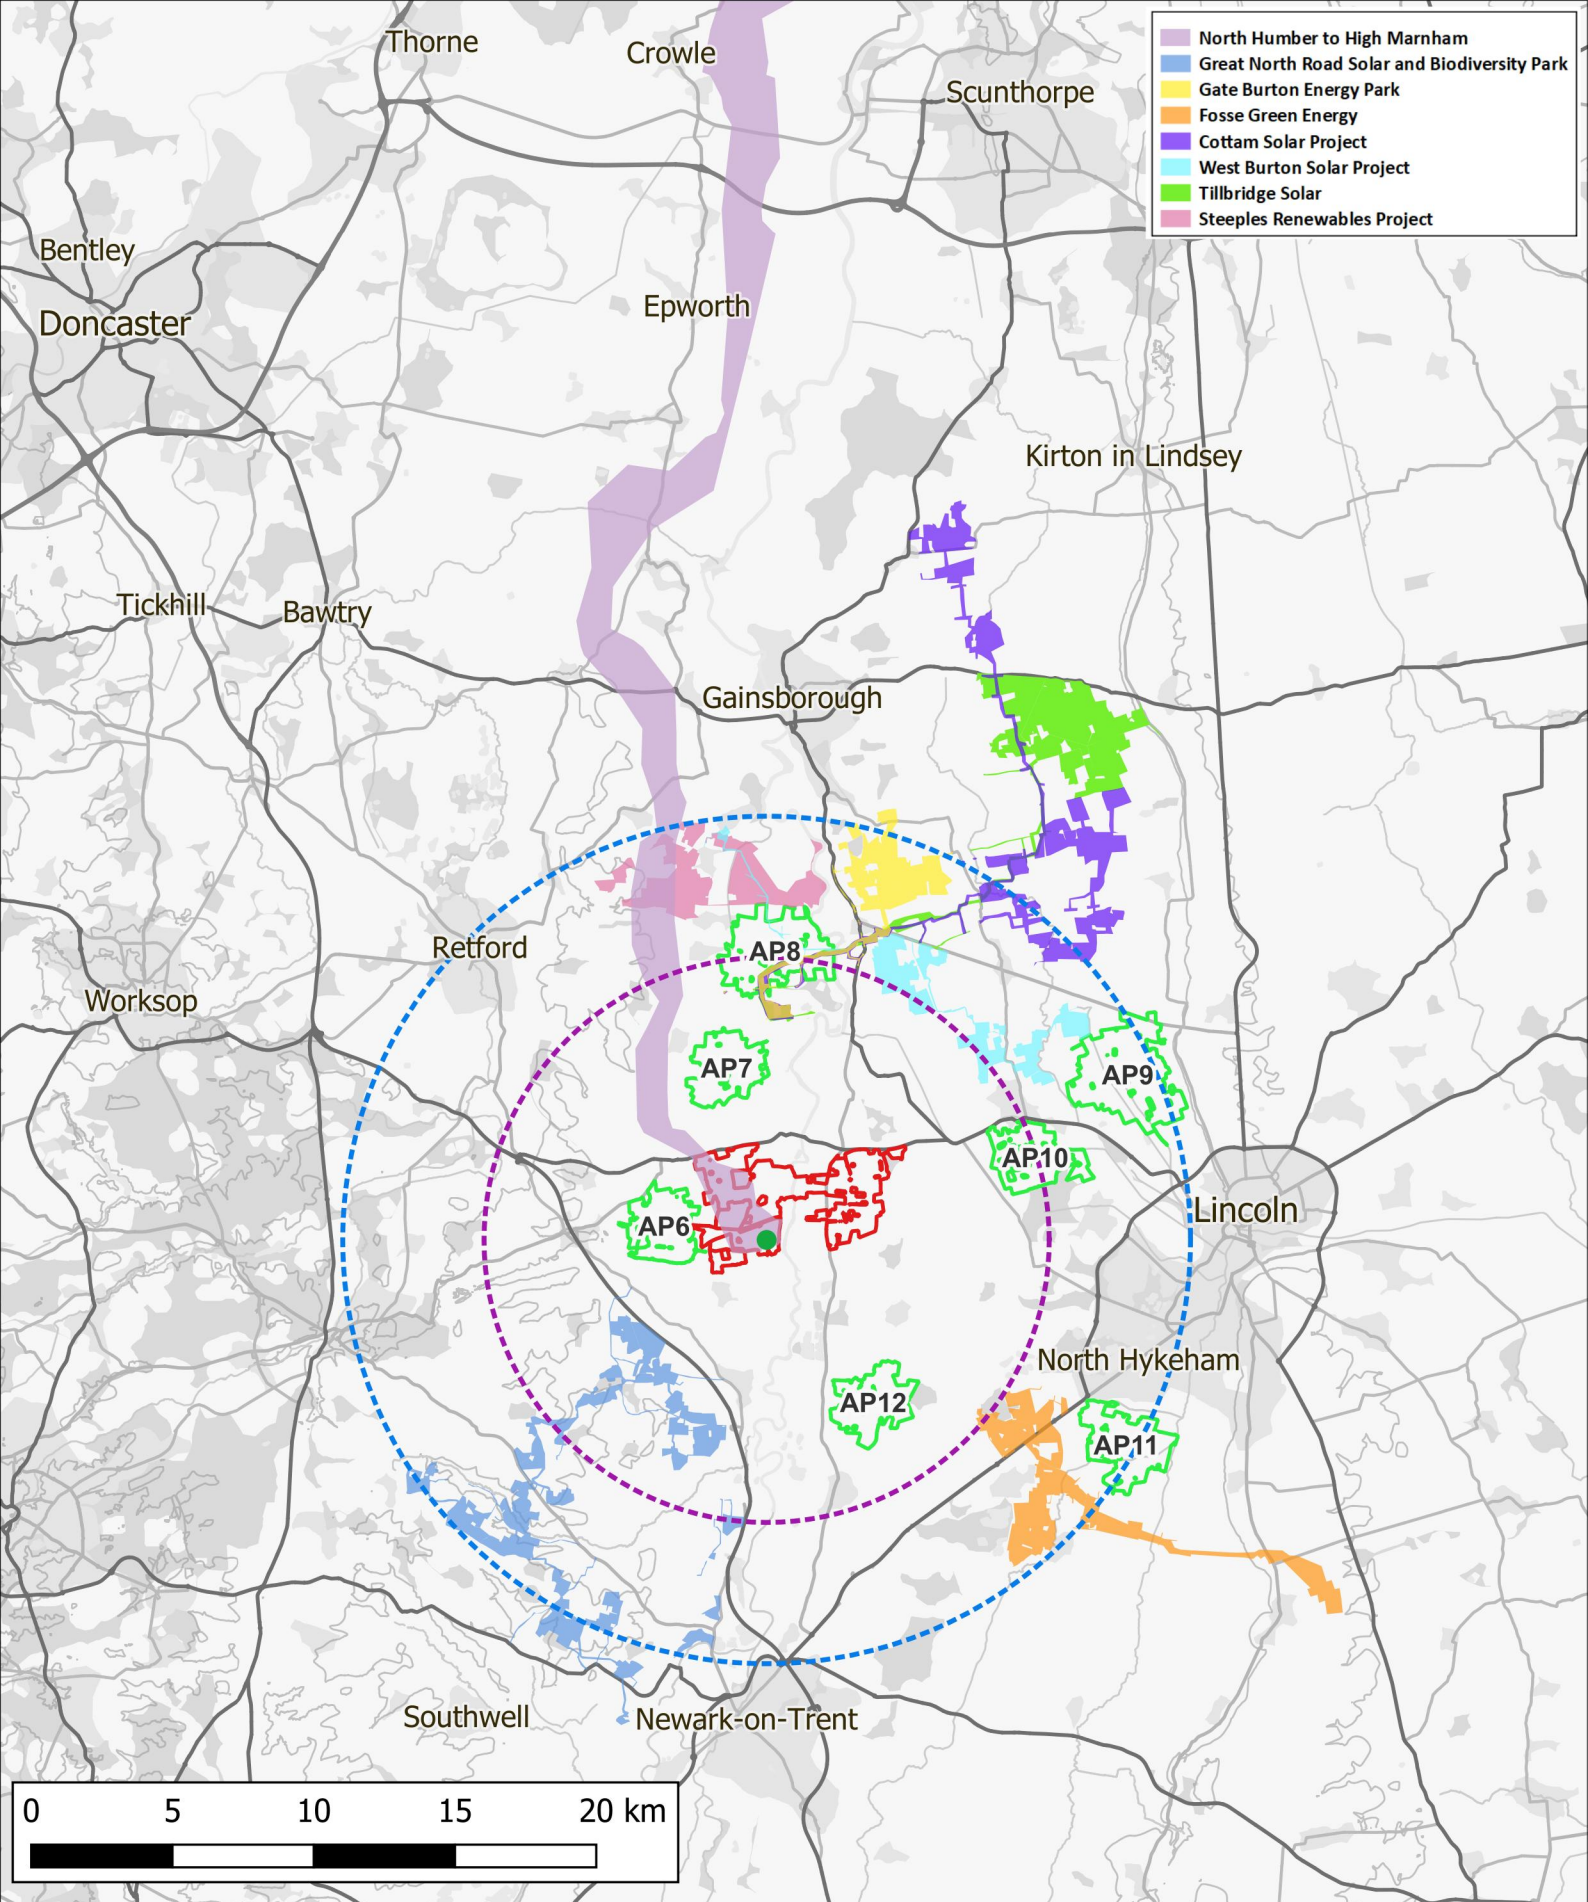 Thorne
Crowle
Scunthorpe
North Humber to High Marnham
Great North Road Solar and Biodiversity Park
Gate Burton Energy Park
Fosse Green Energy
Cottam Solar Project
West Burton Solar Project
Tillbridge Solar
Steeples Renewables Project
Bentley
Doncaster
Epworth
Kirton in Lindsey
Tickhill
Bawtry
Gainsborough
Retford
AP8
Worksop
AP7
AP9
AP10
AP6
Lincoln
North Hykeham
AP12
AP11
Southwell
Newark-on-Trent
0 5 10 15 20 km